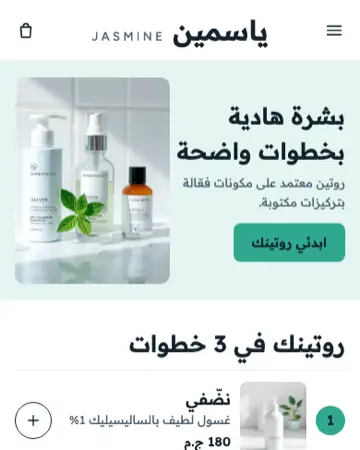 ياسمين JASMINE
بشرة هادية
بخطوات واضحة
روتين معتمد على مكونات فعّالة
بتركيزات مكتوبة.
ابدئي روتينك
روتينك في 3 خطوات
1
نضّفي
غسول لطيف بالساليسيليك 1%
180 ج.م